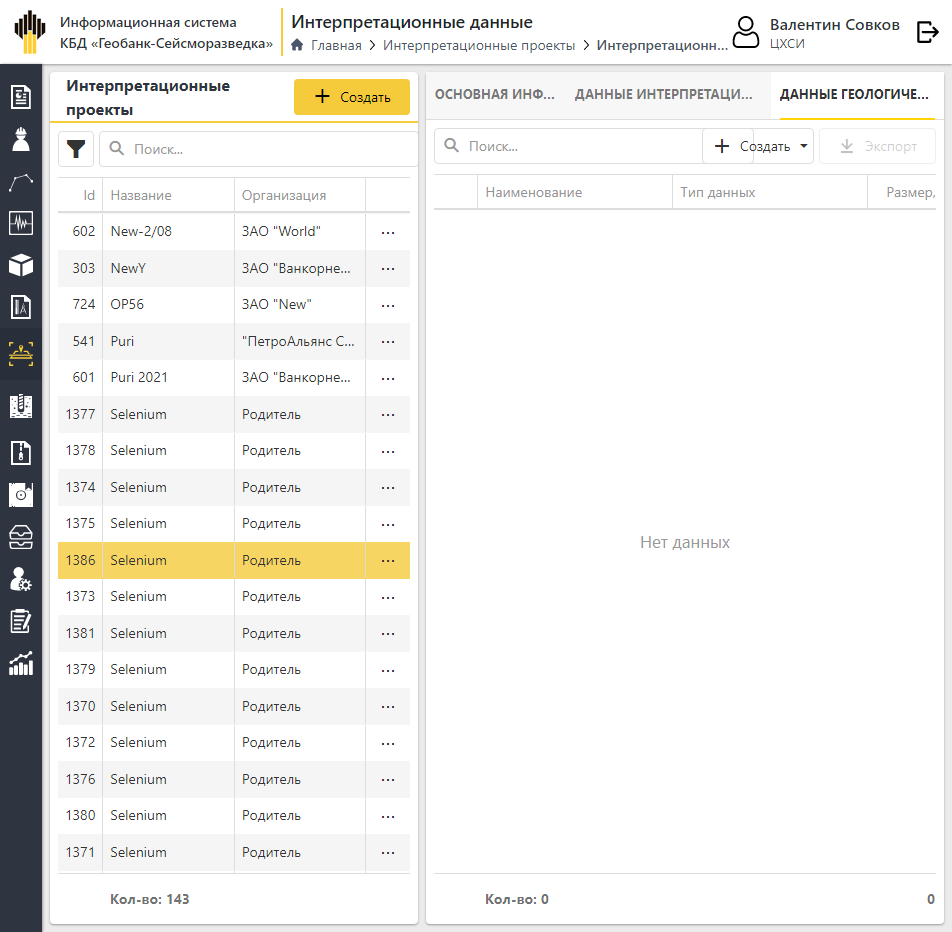 Информационная система
КБД «Геобанк-Сейсморазведка»
Интерпретационные данные
Главная > Интерпретационные проекты > Интерпретационн...
Валентин Совков
ЦХСИ
Интерпретационные
проекты
Создать
Поиск...
Id Название Организация
602 New-2/08 ЗАО "World" ...
303 NewY ЗАО "Ванкорне... ...
724 OP56 ЗАО "New" ...
541 Puri "ПетроАльянс С... ...
601 Puri 2021 ЗАО "Ванкорне... ...
1377 Selenium Родитель ...
1378 Selenium Родитель ...
1374 Selenium Родитель ...
1375 Selenium Родитель ...
1386 Selenium Родитель ...
1373 Selenium Родитель ...
1381 Selenium Родитель ...
1379 Selenium Родитель ...
1370 Selenium Родитель ...
1372 Selenium Родитель ...
1376 Selenium Родитель ...
1380 Selenium Родитель ...
1371 Selenium Родитель ...
Кол-во: 143
ОСНОВНАЯ ИНФ... ДАННЫЕ ИНТЕРПРЕТАЦИ... ДАННЫЕ ГЕОЛОГИЧЕ...
Поиск... Создать Экспорт
Наименование Тип данных Размер,
Нет данных
Кол-во: 0 0